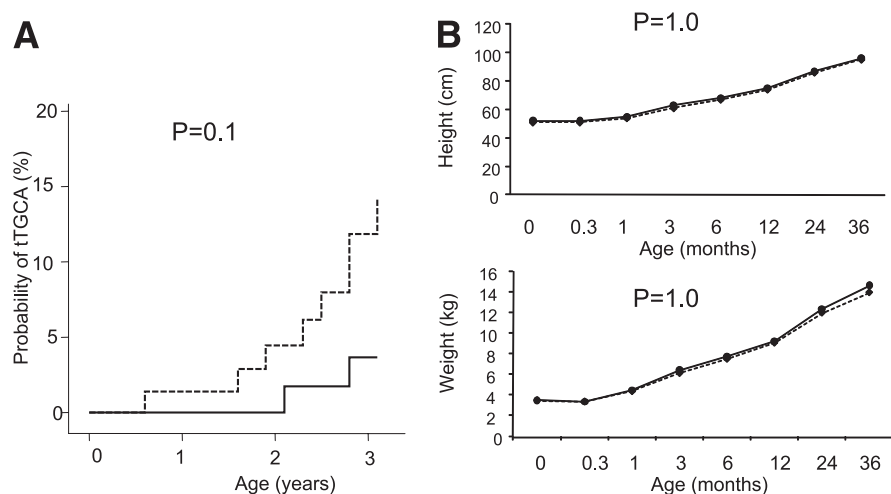 A
P=0.1
Probability of tTGCA (%)
20
15
10
5
0
0 1 2 3
Age (years)
B
P=1.0
Height (cm)
120
100
80
60
40
20
0
0 0.3 1 3 6 12 24 36
Age (months)
P=1.0
Weight (kg)
16
14
12
10
8
6
4
2
0
0 0.3 1 3 6 12 24 36
Age (months)